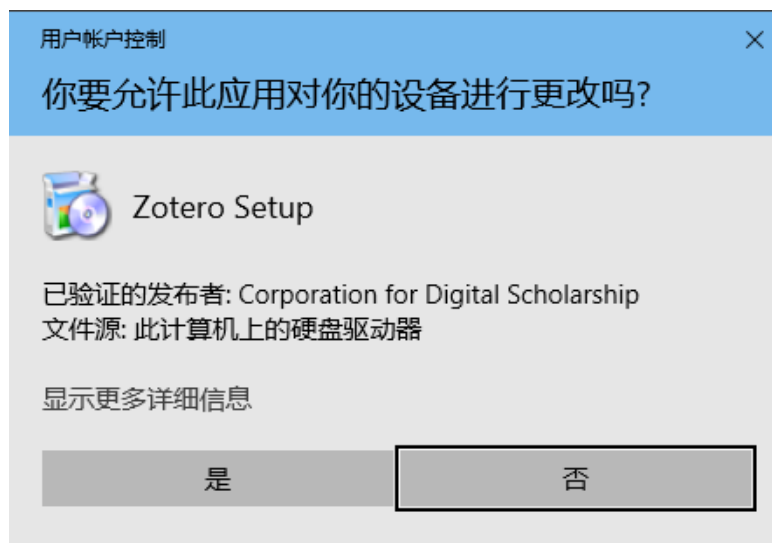 用户帐户控制
你要允许此应用对你的设备进行更改吗?
Zotero Setup
已验证的发布者: Corporation for Digital Scholarship
文件源: 此计算机上的硬盘驱动器
显示更多详细信息
是
否